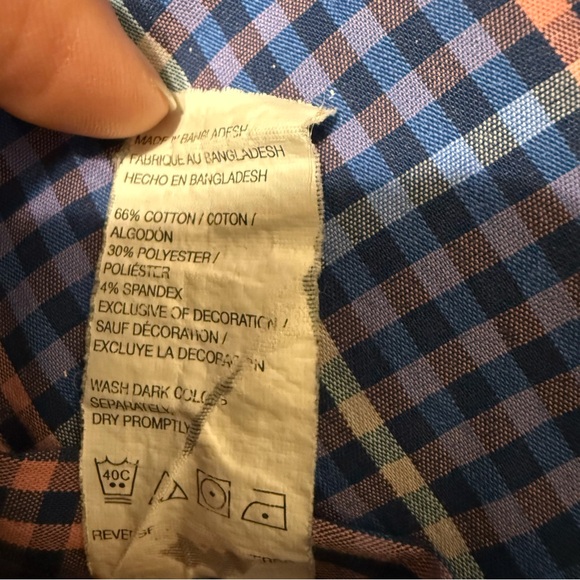 MADE IN BANGLADESH
FABRIQUE AU BANGLADESH
HECHO EN BANGLADESH
66% COTTON / COTON /
ALGODÓN
30% POLYESTER /
POLIÉSTER
4% SPANDEX
EXCLUSIVE OF DECORATION /
SAUF DÉCORATION /
EXCLUYE LA DECORATION
WASH DARK COLORS
SEPARATELY
DRY PROMPTLY
40C